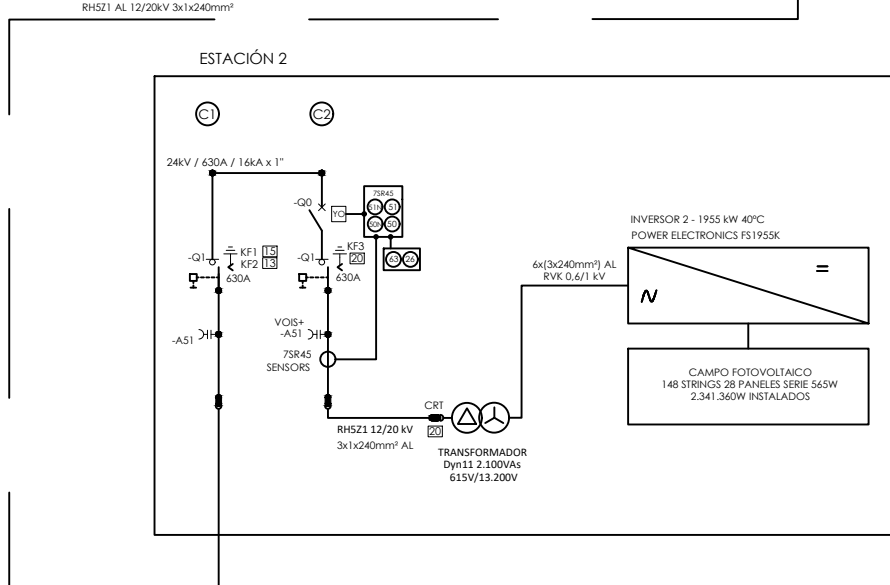 RH5Z1 AL 12/20kV 3x1x240mm²
ESTACIÓN 2
C1
C2
24kV / 630A / 16kA x 1"
-Q0
YO
7SR45
51N 51
50N 50
63 26
-Q1
KF1 15
KF2 13
630A
-Q1
KF3
20
630A
-A51
VOIS+
-A51
7SR45
SENSORS
RH5Z1 12/20 kV
3x1x240mm² AL
CRT
20
TRANSFORMADOR
Dyn11 2.100VAs
615V/13.200V
6x(3x240mm²) AL
RVK 0,6/1 kV
INVERSOR 2 - 1955 kW 40ºC
POWER ELECTRONICS FS1955K
CAMPO FOTOVOLTAICO
148 STRINGS 28 PANELES SERIE 565W
2.341.360W INSTALADOS